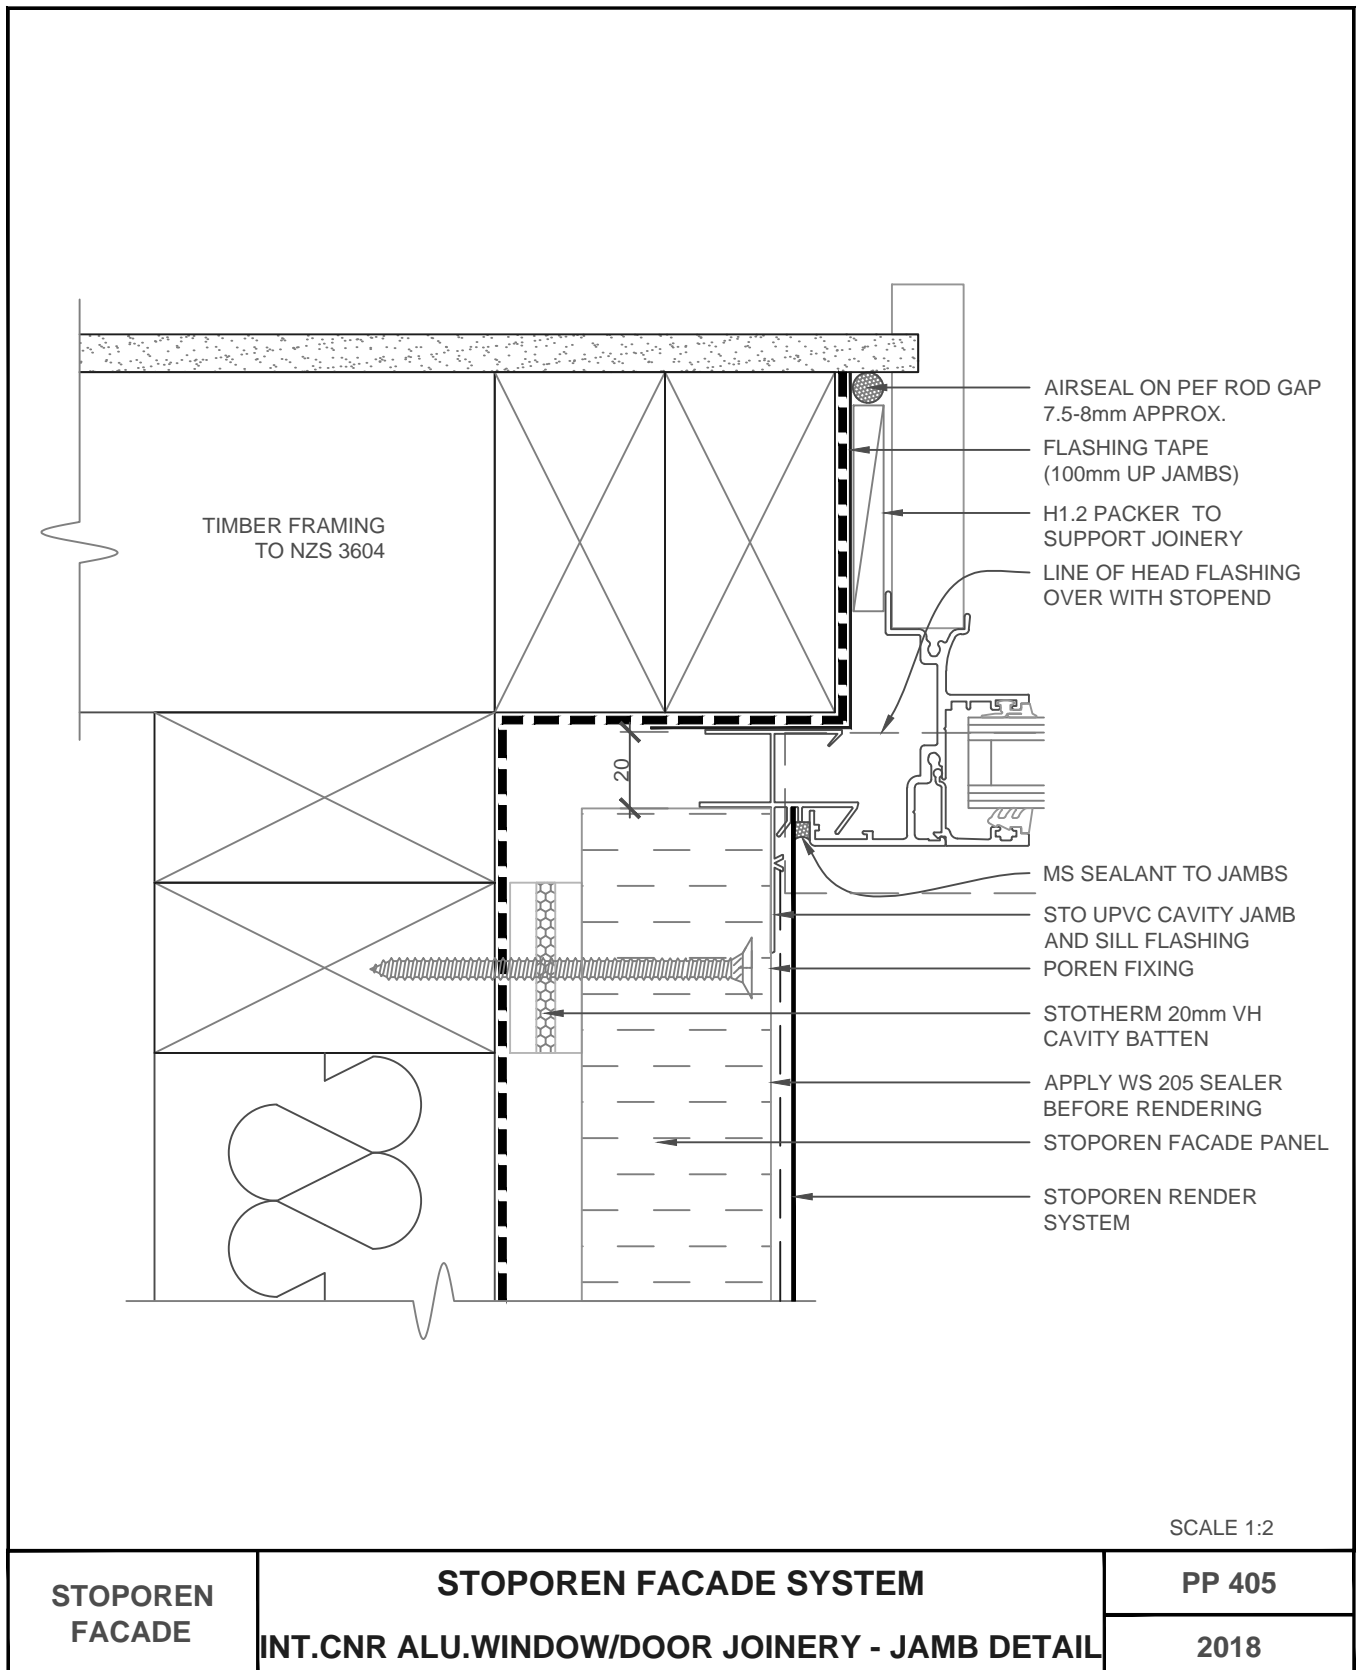 AIRSEAL ON PEF ROD GAP
7.5-8mm APPROX.
FLASHING TAPE
(100mm UP JAMBS)
H1.2 PACKER TO
SUPPORT JOINERY
LINE OF HEAD FLASHING
OVER WITH STOPEND
TIMBER FRAMING
TO NZS 3604
20
MS SEALANT TO JAMBS
STO UPVC CAVITY JAMB
AND SILL FLASHING
POREN FIXING
STOTHERM 20mm VH
CAVITY BATTEN
APPLY WS 205 SEALER
BEFORE RENDERING
STOPOREN FACADE PANEL
STOPOREN RENDER
SYSTEM
SCALE 1:2
STOPOREN
FACADE
STOPOREN FACADE SYSTEM
INT.CNR ALU.WINDOW/DOOR JOINERY - JAMB DETAIL
PP 405
2018